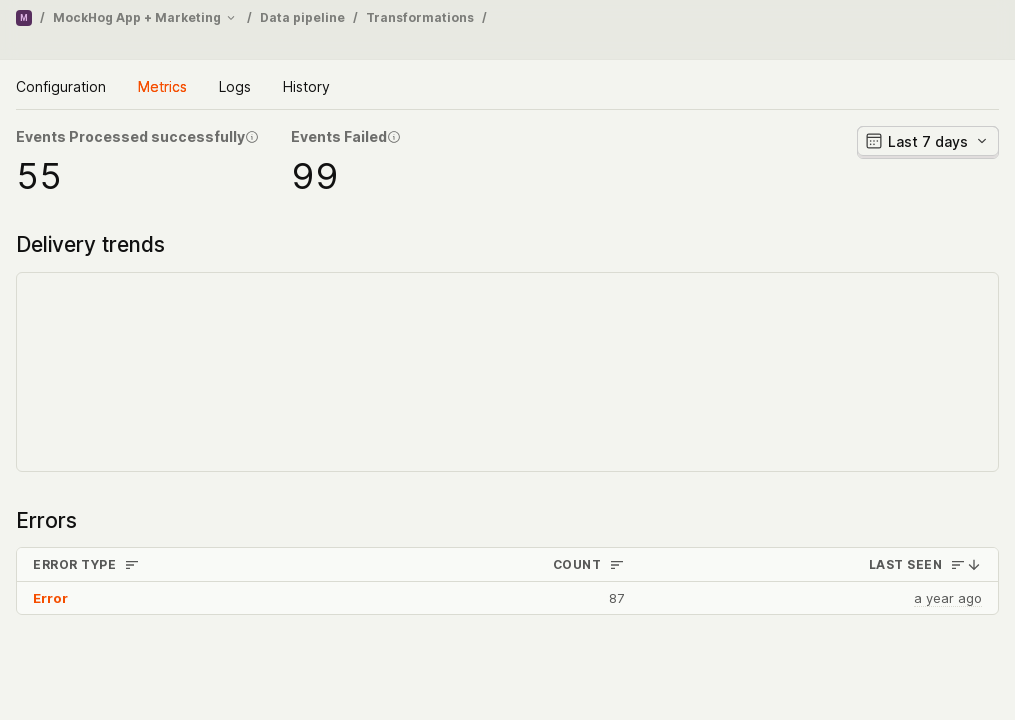 M / MockHog App + Marketing / Data pipeline / Transformations /
Configuration Metrics Logs History
Events Processed successfully Events Failed Last 7 days
55 99
Delivery trends
Errors
ERROR TYPE COUNT LAST SEEN
Error 87 a year ago